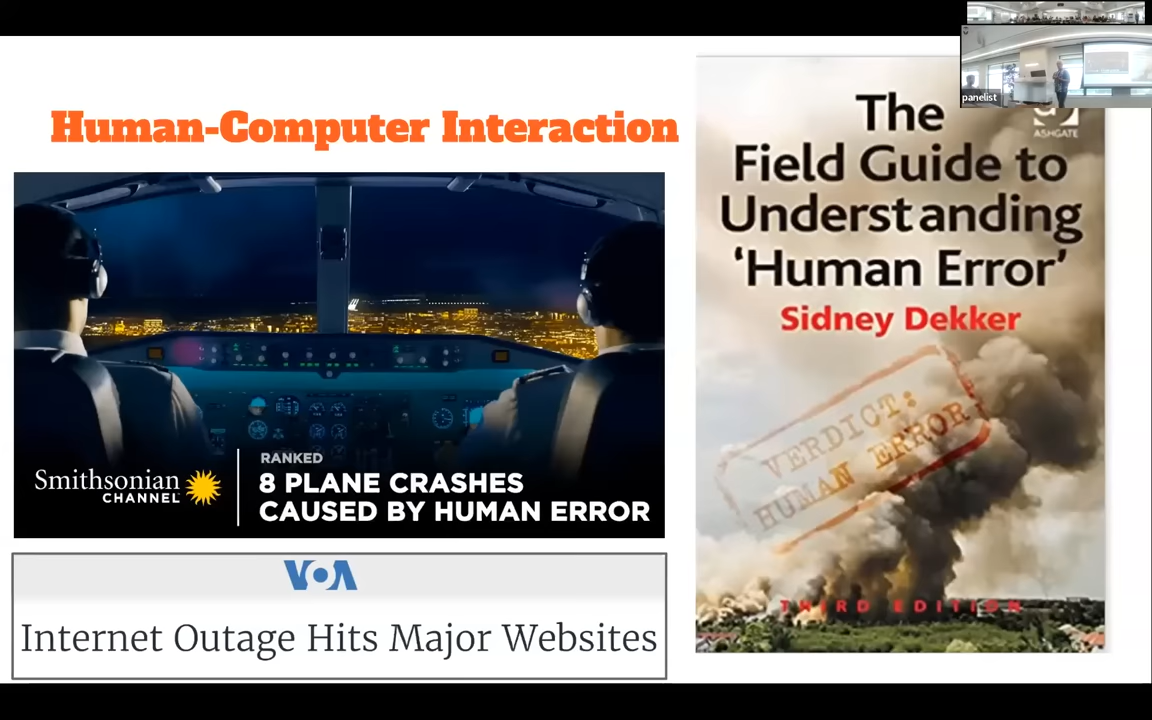 Human-Computer Interaction
Smithsonian
CHANNEL
RANKED
8 PLANE CRASHES
CAUSED BY HUMAN ERROR
VOA
Internet Outage Hits Major Websites
The
Field Guide to
Understanding
‘Human Error’
Sidney Dekker
VERDICT:
HUMAN ERROR
THIRD EDITION
ASHGATE
panelist